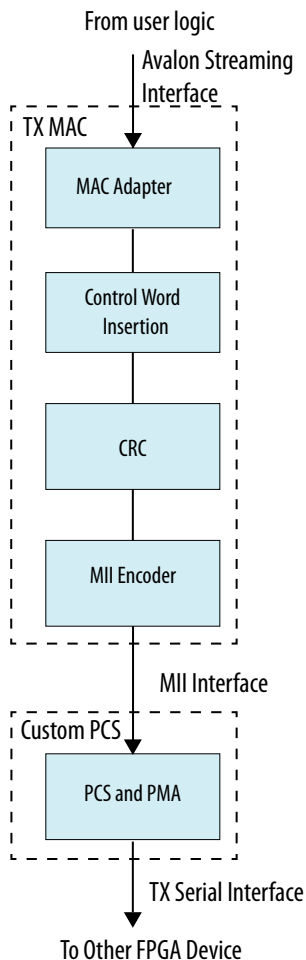 From user logic
Avalon Streaming
Interface
TX MAC
MAC Adapter
Control Word
Insertion
CRC
MII Encoder
MII Interface
Custom PCS
PCS and PMA
TX Serial Interface
To Other FPGA Device